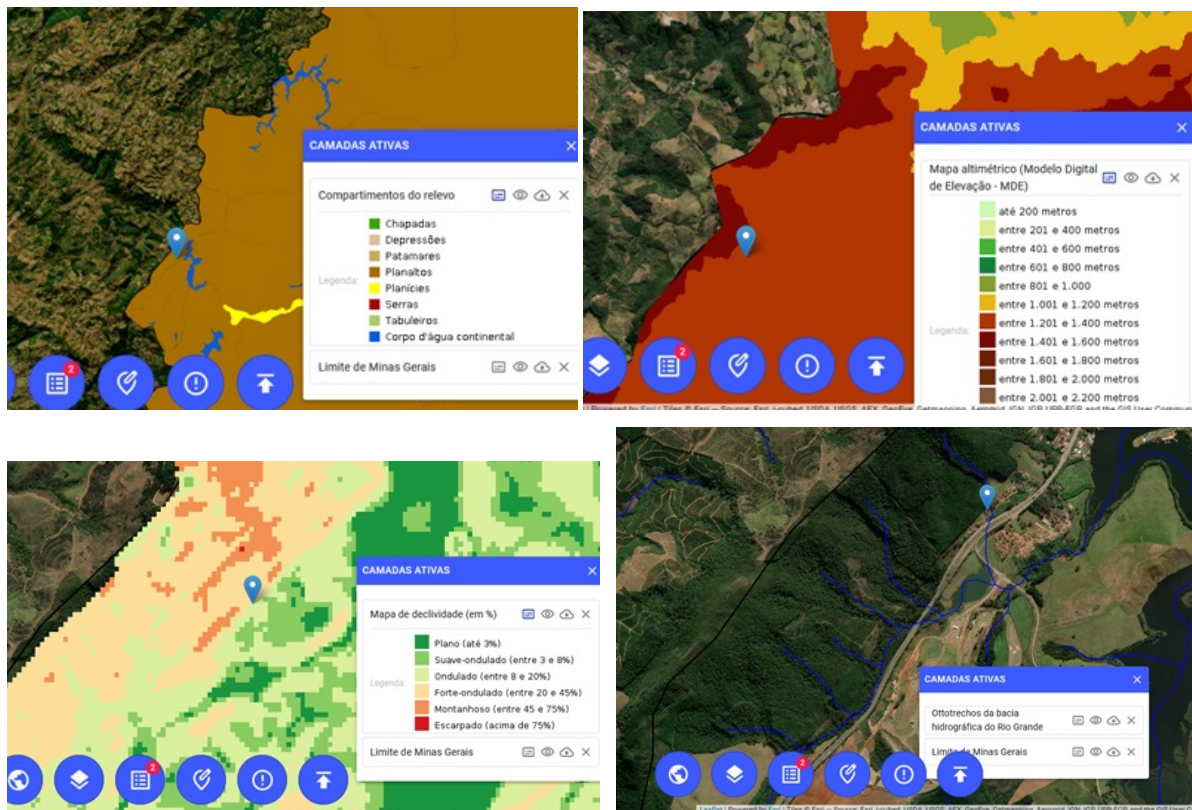 CAMADAS ATIVAS
Compartimentos do relevo
Legenda:
Chapadas
Depressões
Patamares
Planaltos
Planícies
Serras
Tabuleiros
Corpo d'água continental
Limite de Minas Gerais
2
CAMADAS ATIVAS
Mapa altimétrico (Modelo Digital
de Elevação - MDE)
Legenda:
até 200 metros
entre 201 e 400 metros
entre 401 e 600 metros
entre 601 e 800 metros
entre 801 e 1.000
entre 1.001 e 1.200 metros
entre 1.201 e 1.400 metros
entre 1.401 e 1.600 metros
entre 1.601 e 1.800 metros
entre 1.801 e 2.000 metros
entre 2.001 e 2.200 metros
2
CAMADAS ATIVAS
Mapa de declividade (em %)
Legenda:
Plano (até 3%)
Suave-ondulado (entre 3 e 8%)
Ondulado (entre 8 e 20%)
Forte-ondulado (entre 20 e 45%)
Montanhoso (entre 45 e 75%)
Escarpado (acima de 75%)
Limite de Minas Gerais
2
CAMADAS ATIVAS
Ottotrechos da bacia
hidrográfica do Rio Grande
Limite de Minas Gerais
2